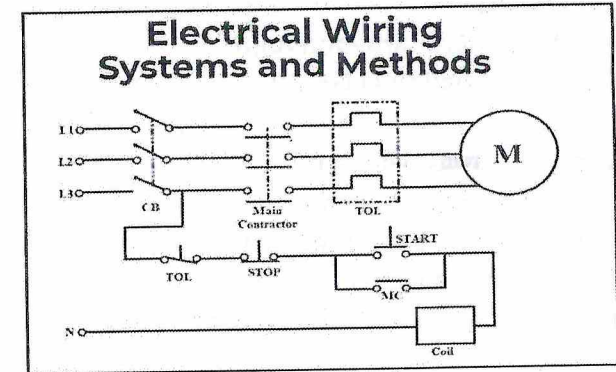 Electrical Wiring
Systems and Methods
L1
L2
L3
M
CB
Main
Contractor
TOL
START
TOL
STOP
MC
N
Coil